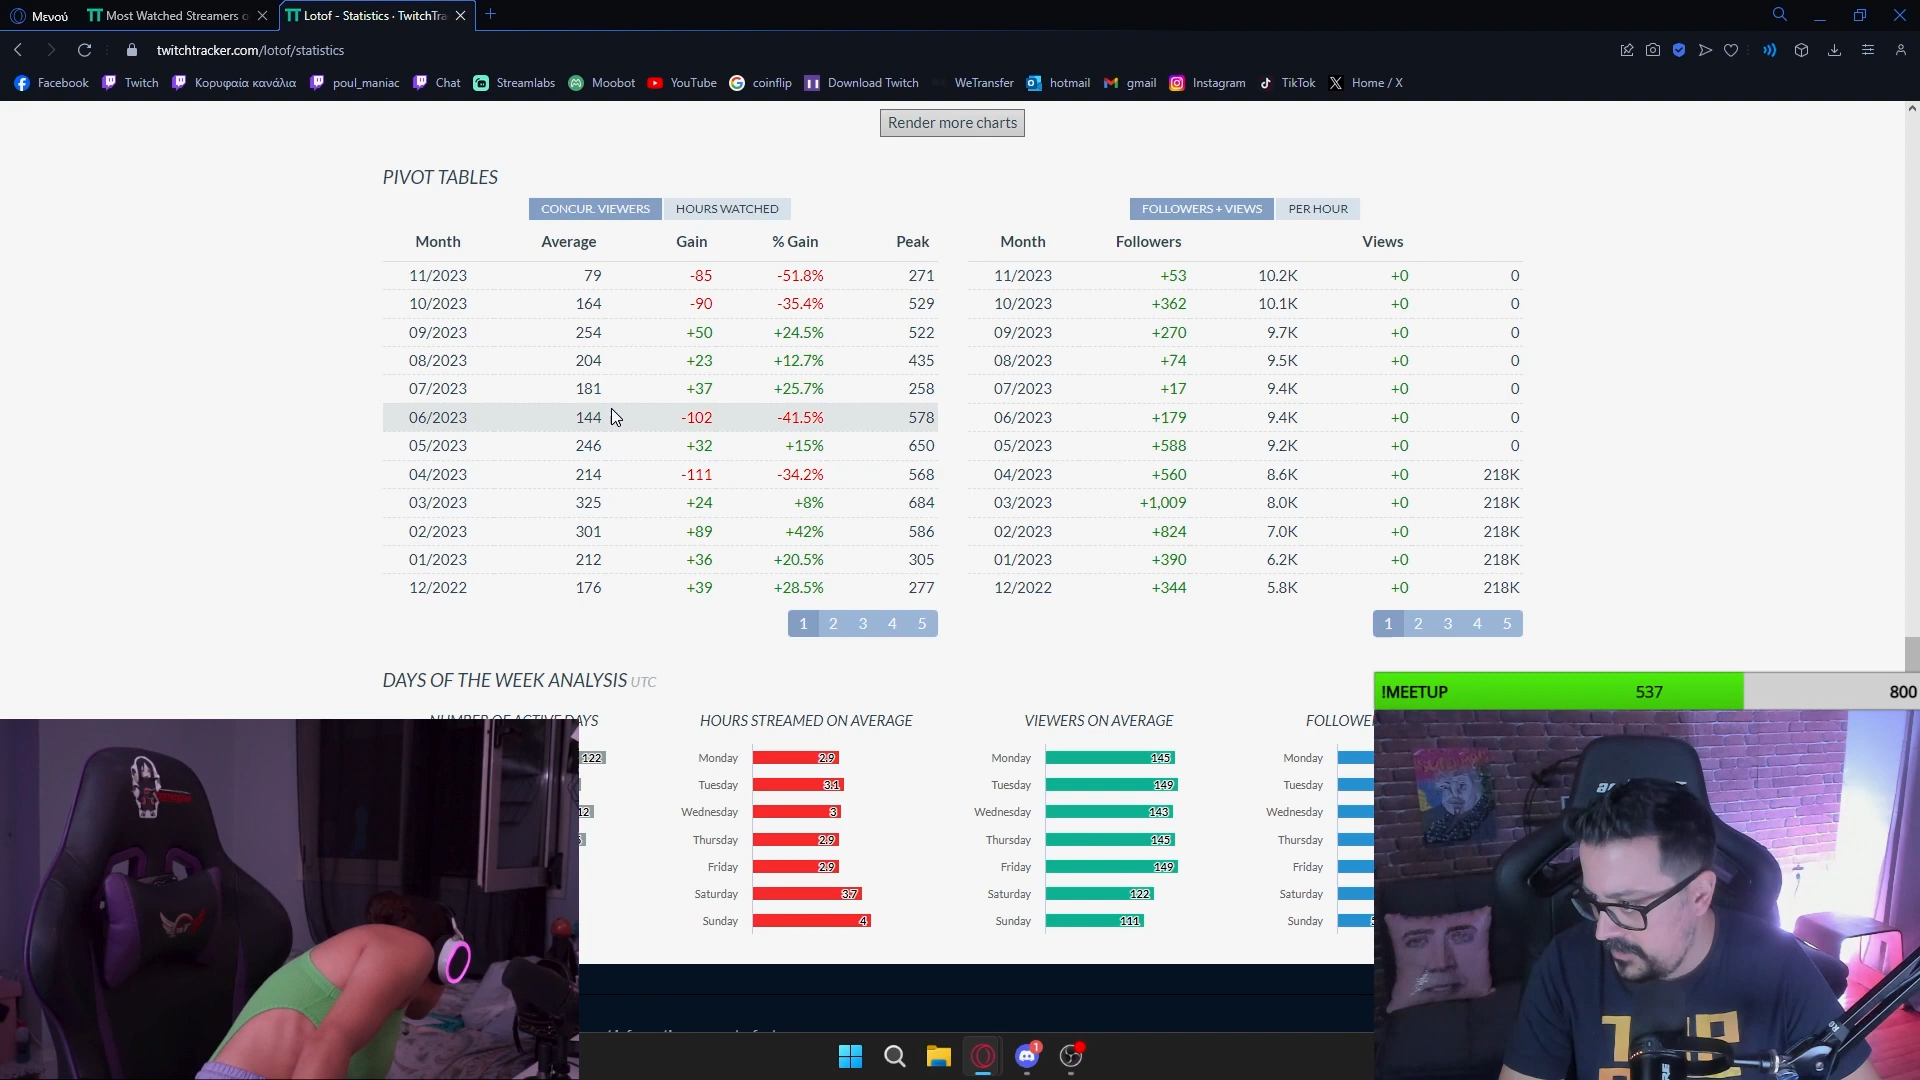 Μενού
Most Watched Streamers o
Lotof - Statistics · TwitchTra
twitchtracker.com/lotof/statistics
Facebook Twitch Κορυφαία κανάλια poul_maniac Chat Streamlabs Moobot YouTube coinflip Download Twitch WeTransfer hotmail gmail Instagram TikTok Home / X
Render more charts
PIVOT TABLES
CONCUR. VIEWERS HOURS WATCHED
Month Average Gain % Gain Peak
11/2023 79 -85 -51.8% 271
10/2023 164 -90 -35.4% 529
09/2023 254 +50 +24.5% 522
08/2023 204 +23 +12.7% 435
07/2023 181 +37 +25.7% 258
06/2023 144 -102 -41.5% 578
05/2023 246 +32 +15% 650
04/2023 214 -111 -34.2% 568
03/2023 325 +24 +8% 684
02/2023 301 +89 +42% 586
01/2023 212 +36 +20.5% 305
12/2022 176 +39 +28.5% 277
1 2 3 4 5
FOLLOWERS + VIEWS PER HOUR
Month Followers Views
11/2023 +53 10.2K +0 0
10/2023 +362 10.1K +0 0
09/2023 +270 9.7K +0 0
08/2023 +74 9.5K +0 0
07/2023 +17 9.4K +0 0
06/2023 +179 9.4K +0 0
05/2023 +588 9.2K +0 0
04/2023 +560 8.6K +0 218K
03/2023 +1,009 8.0K +0 218K
02/2023 +824 7.0K +0 218K
01/2023 +390 6.2K +0 218K
12/2022 +344 5.8K +0 218K
1 2 3 4 5
DAYS OF THE WEEK ANALYSIS UTC
!MEETUP 537 800
NUMBER OF ACTIVE DAYS
122
12
HOURS STREAMED ON AVERAGE
Monday 2.9
Tuesday 3.1
Wednesday 3
Thursday 2.9
Friday 2.9
Saturday 3.7
Sunday 4
VIEWERS ON AVERAGE
Monday 145
Tuesday 149
Wednesday 143
Thursday 145
Friday 149
Saturday 122
Sunday 111
FOLLOWE
Monday
Tuesday
Wednesday
Thursday
Friday
Saturday
Sunday
1